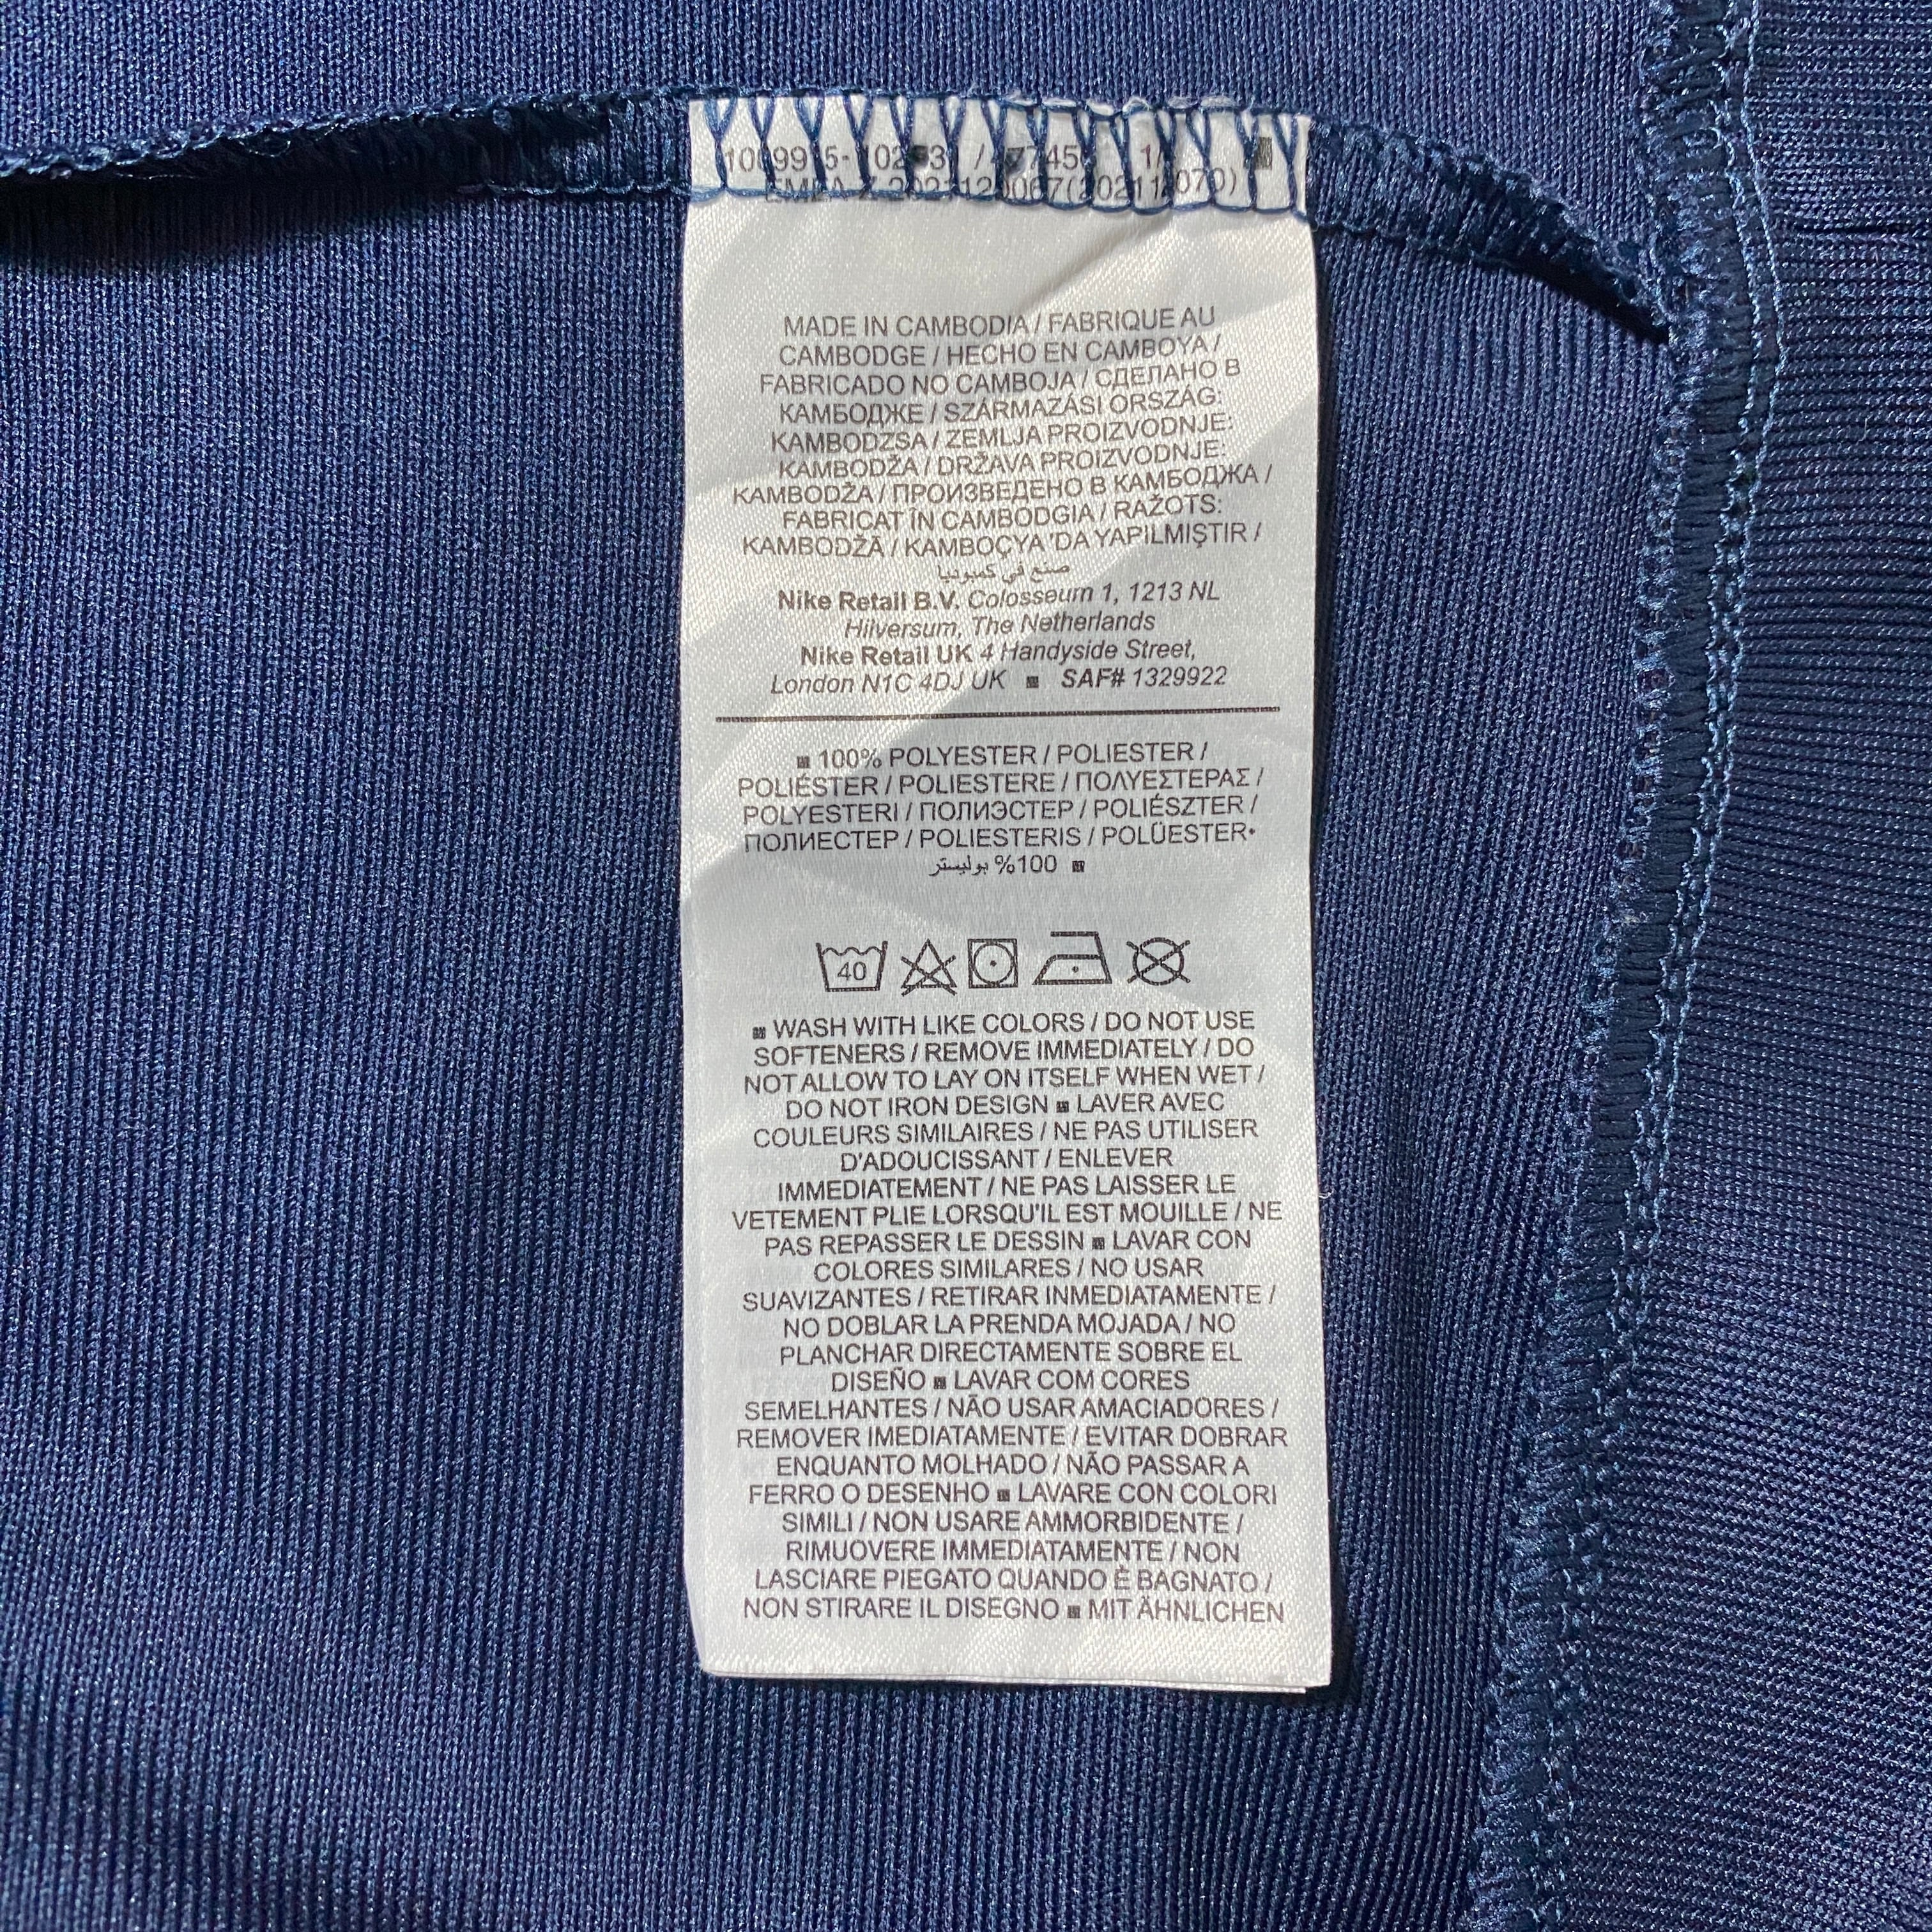 MADE IN CAMBODIA / FABRIQUE AU
CAMBODGE / HECHO EN CAMBOYA /
FABRICADO NO CAMBOJA / СДЕЛАНО В
КАМБОДЖЕ / SZÁRMAZÁSI ORSZÁG:
KAMBODZSA / ZEMLJA PROIZVODNJE:
KAMBODŽA / DRŽAVA PROIZVODNJE:
KAMBODŽA / ПРОИЗВЕДЕНО В КАМБОДЖА /
FABRICAT ÎN CAMBODGIA / RAŽOTS:
KAMBODŽĀ / KAMBOÇYA 'DA YAPILMIŞTIR /
صنع في كمبوديا
Nike Retail B.V. Colosseum 1, 1213 NL
Hilversum, The Netherlands
Nike Retail UK 4 Handyside Street,
London N1C 4DJ UK ■ SAF# 1329922
■ 100% POLYESTER / POLIESTER /
POLIÉSTER / POLIESTERE / ΠΟΛΥΕΣΤΕΡΑΣ /
POLYESTERI / ПОЛИЭСТЕР / POLIÉSZTER /
ПОЛИЕСТЕР / POLIESTERIS / POLÜESTER•
■ 100% بوليستر
40
■ WASH WITH LIKE COLORS / DO NOT USE
SOFTENERS / REMOVE IMMEDIATELY / DO
NOT ALLOW TO LAY ON ITSELF WHEN WET /
DO NOT IRON DESIGN ■ LAVER AVEC
COULEURS SIMILAIRES / NE PAS UTILISER
D'ADOUCISSANT / ENLEVER
IMMEDIATEMENT / NE PAS LAISSER LE
VETEMENT PLIE LORSQU'IL EST MOUILLE / NE
PAS REPASSER LE DESSIN ■ LAVAR CON
COLORES SIMILARES / NO USAR
SUAVIZANTES / RETIRAR INMEDIATAMENTE /
NO DOBLAR LA PRENDA MOJADA / NO
PLANCHAR DIRECTAMENTE SOBRE EL
DISEÑO ■ LAVAR COM CORES
SEMELHANTES / NÃO USAR AMACIADORES /
REMOVER IMEDIATAMENTE / EVITAR DOBRAR
ENQUANTO MOLHADO / NÃO PASSAR A
FERRO O DESENHO ■ LAVARE CON COLORI
SIMILI / NON USARE AMMORBIDENTE /
RIMUOVERE IMMEDIATAMENTE / NON
LASCIARE PIEGATO QUANDO È BAGNATO /
NON STIRARE IL DISEGNO ■ MIT ÄHNLICHEN